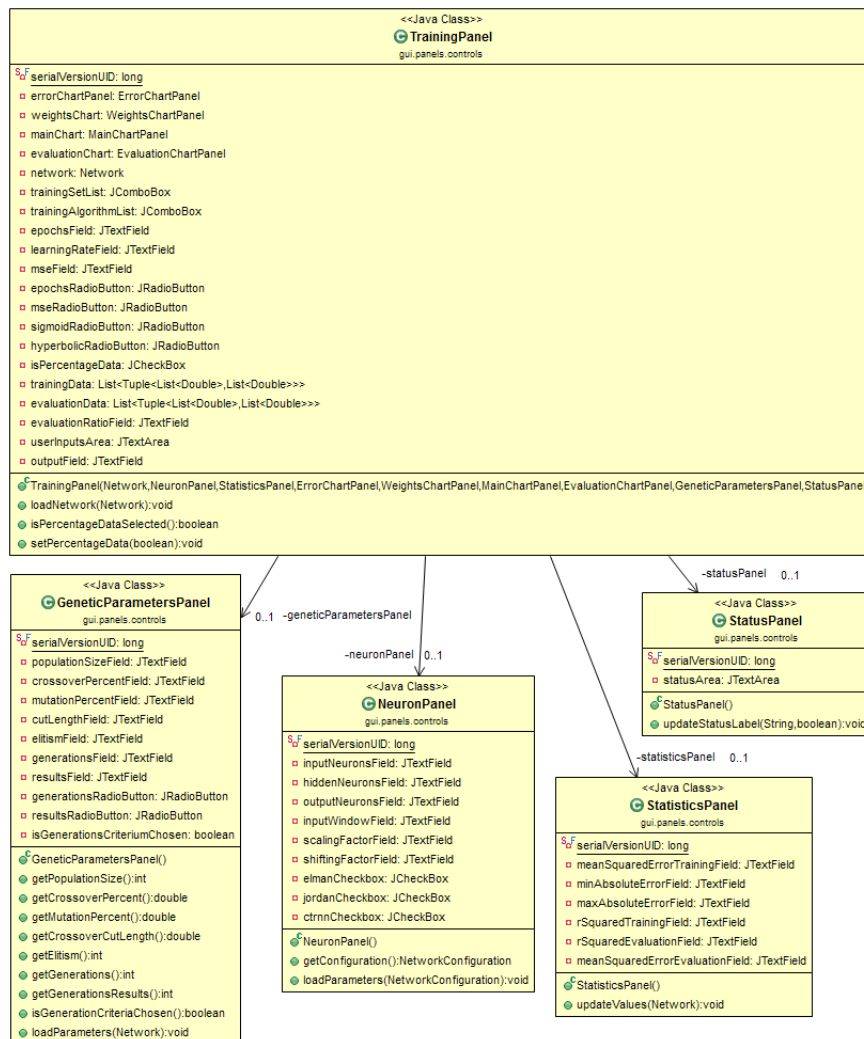 <<Java Class>>
TrainingPanel
gui.panels.controls
serialVersionUID: long
errorChartPanel: ErrorChartPanel
weightsChart: WeightsChartPanel
mainChart: MainChartPanel
evaluationChart: EvaluationChartPanel
network: Network
trainingSetList: JComboBox
trainingAlgorithmList: JComboBox
epochsField: JTextField
learningRateField: JTextField
mseField: JTextField
epochsRadioButton: JRadioButton
mseRadioButton: JRadioButton
sigmoidRadioButton: JRadioButton
hyperbolicRadioButton: JRadioButton
isPercentageData: JCheckBox
trainingData: List<Tuple<List<Double>,List<Double>>>
evaluationData: List<Tuple<List<Double>,List<Double>>>
evaluationRatioField: JTextField
userInputsArea: JTextArea
outputField: JTextField
TrainingPanel(Network,NeuronPanel,StatisticsPanel,ErrorChartPanel,WeightsChartPanel,MainChartPanel,EvaluationChartPanel,GeneticParametersPanel,StatusPanel
loadNetwork(Network):void
isPercentageDataSelected():boolean
setPercentageData(boolean):void
0..1 -geneticParametersPanel
-neuronPanel 0..1
-statisticsPanel 0..1
-statusPanel 0..1
<<Java Class>>
GeneticParametersPanel
gui.panels.controls
serialVersionUID: long
populationSizeField: JTextField
crossoverPercentField: JTextField
mutationPercentField: JTextField
cutLengthField: JTextField
elitismField: JTextField
generationsField: JTextField
resultsField: JTextField
generationsRadioButton: JRadioButton
resultsRadioButton: JRadioButton
isGenerationsCriteriumChosen: boolean
GeneticParametersPanel()
getPopulationSize():int
getCrossoverPercent():double
getMutationPercent():double
getCrossoverCutLength():double
getElitism():int
getGenerations():int
getGenerationsResults():int
isGenerationCriteriaChosen():boolean
loadParameters(Network):void
<<Java Class>>
NeuronPanel
gui.panels.controls
serialVersionUID: long
inputNeuronsField: JTextField
hiddenNeuronsField: JTextField
outputNeuronsField: JTextField
inputWindowField: JTextField
scalingFactorField: JTextField
shiftingFactorField: JTextField
elmanCheckbox: JCheckBox
jordanCheckbox: JCheckBox
ctrnnCheckbox: JCheckBox
NeuronPanel()
getConfiguration():NetworkConfiguration
loadParameters(NetworkConfiguration):void
<<Java Class>>
StatusPanel
gui.panels.controls
serialVersionUID: long
statusArea: JTextArea
StatusPanel()
updateStatusLabel(String,boolean):void
<<Java Class>>
StatisticsPanel
gui.panels.controls
serialVersionUID: long
meanSquaredErrorTrainingField: JTextField
minAbsoluteErrorField: JTextField
maxAbsoluteErrorField: JTextField
rSquaredTrainingField: JTextField
rSquaredEvaluationField: JTextField
meanSquaredErrorEvaluationField: JTextField
StatisticsPanel()
updateValues(Network):void